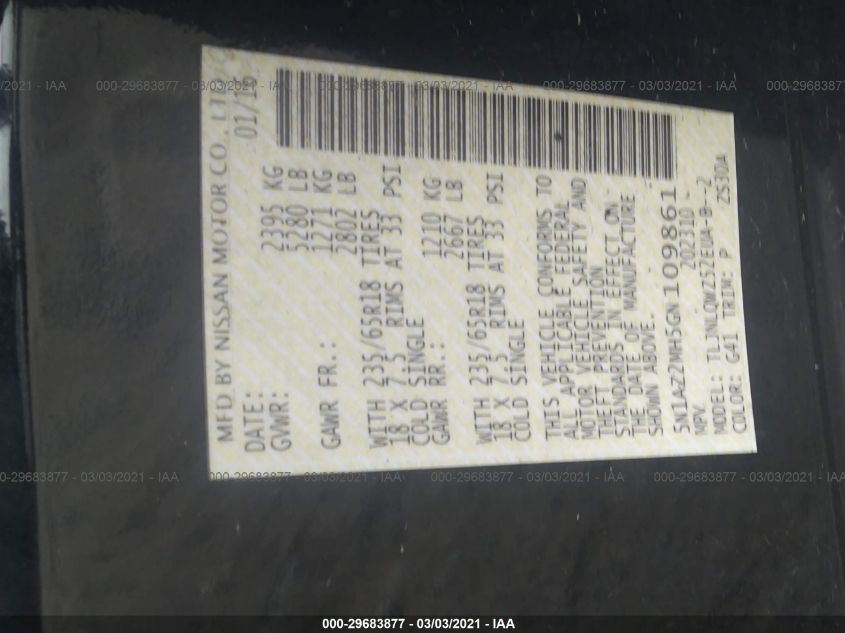 MFD BY NISSAN MOTOR CO., LTD.
DATE: 01/16
GVWR: 2395 KG
5280 LB
GAWR FR.: 1271 KG
2802 LB
WITH 235/65R18 TIRES
18 X 7.5 RIMS AT 33 PSI
COLD SINGLE
GAWR RR.: 1210 KG
2667 LB
WITH 235/65R18 TIRES
18 X 7.5 RIMS AT 33 PSI
COLD SINGLE
THIS VEHICLE CONFORMS TO
ALL APPLICABLE FEDERAL
MOTOR VEHICLE SAFETY AND
THEFT PREVENTION
STANDARDS IN EFFECT ON
THE DATE OF MANUFACTURE
SHOWN ABOVE.
5N1AZ2MH5GN109861
MPV 202310
MODEL: TLJNLQWZ52EUA-B--2
COLOR: G41 TRIM: P ZS30A
000-29683877 - 03/03/2021 - IAA